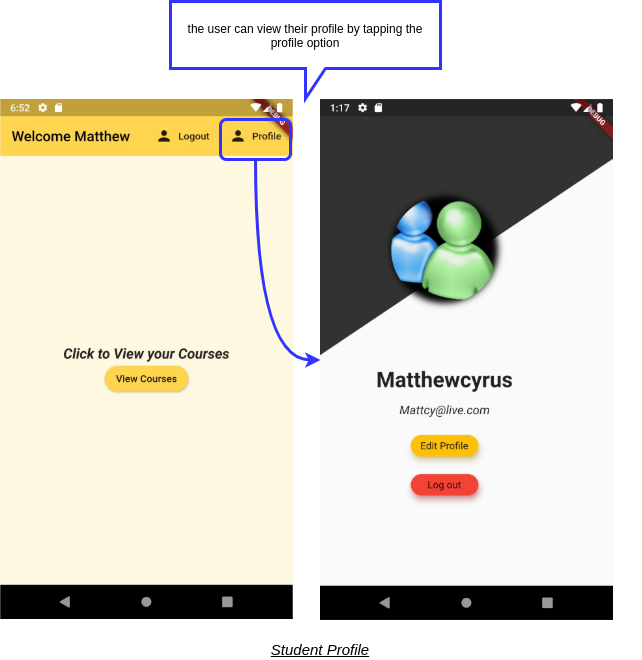 the user can view their profile by tapping the
profile option
6:52
DEBUG
Welcome Matthew
Logout
Profile
Click to View your Courses
View Courses
1:17
DEBUG
Matthewcyrus
Mattcy@live.com
Edit Profile
Log out
Student Profile